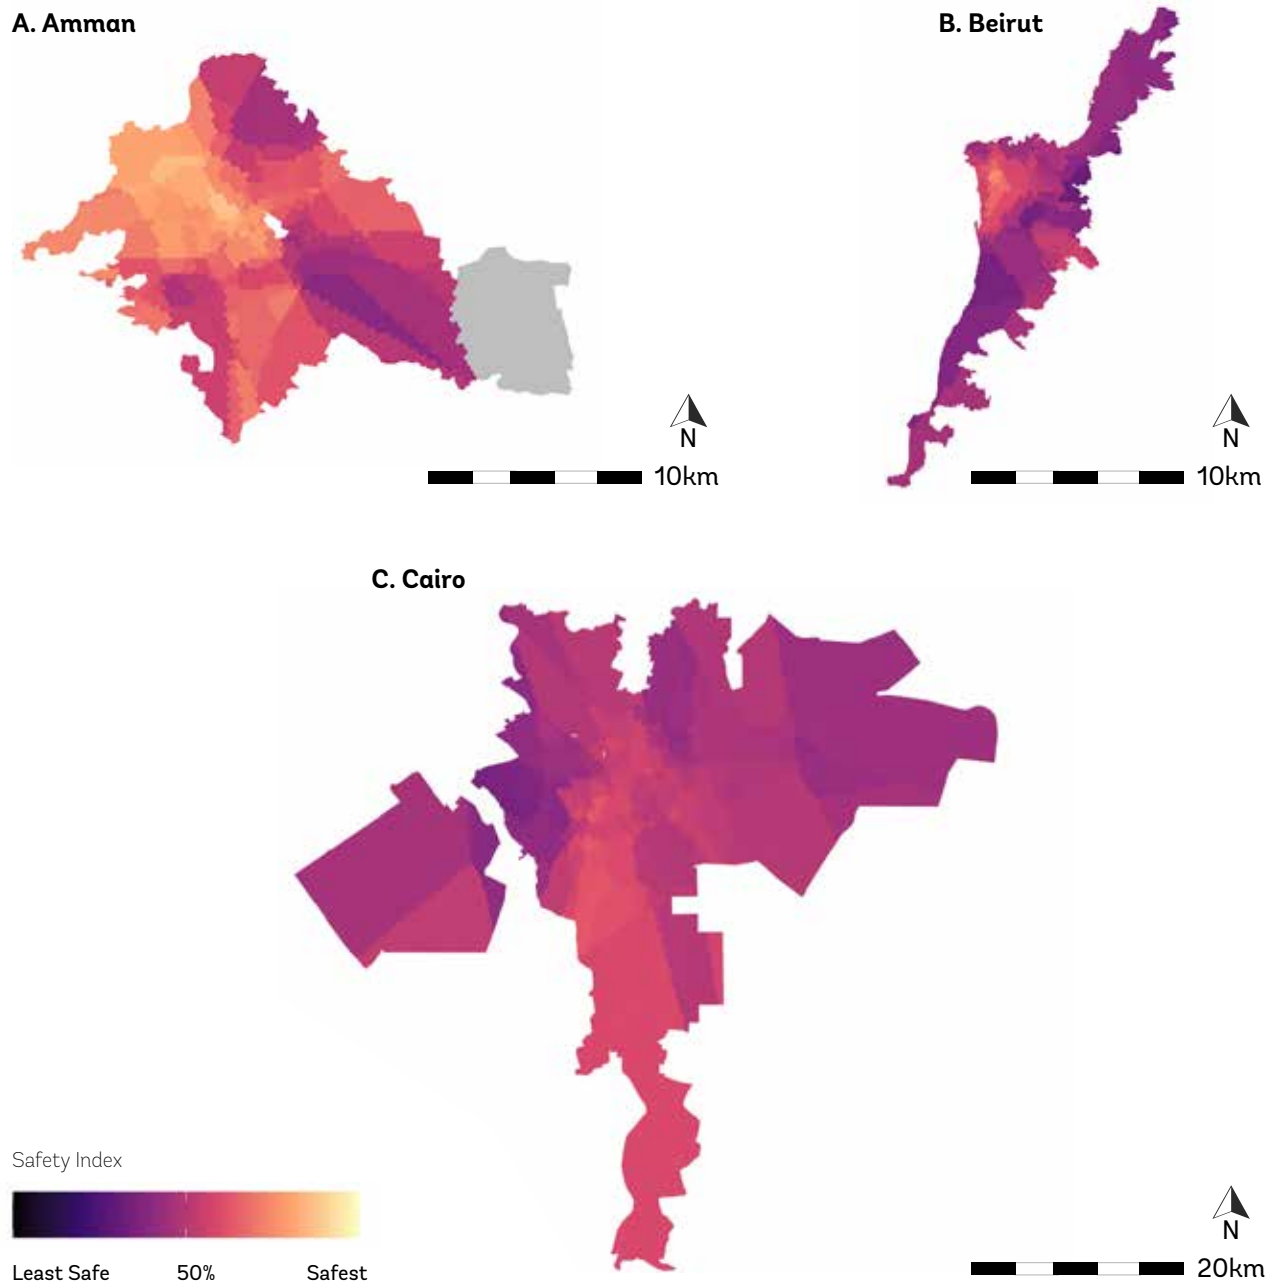 A. Amman
B. Beirut
N
10km
N
10km
C. Cairo
Safety Index
Least Safe 50% Safest
N
20km